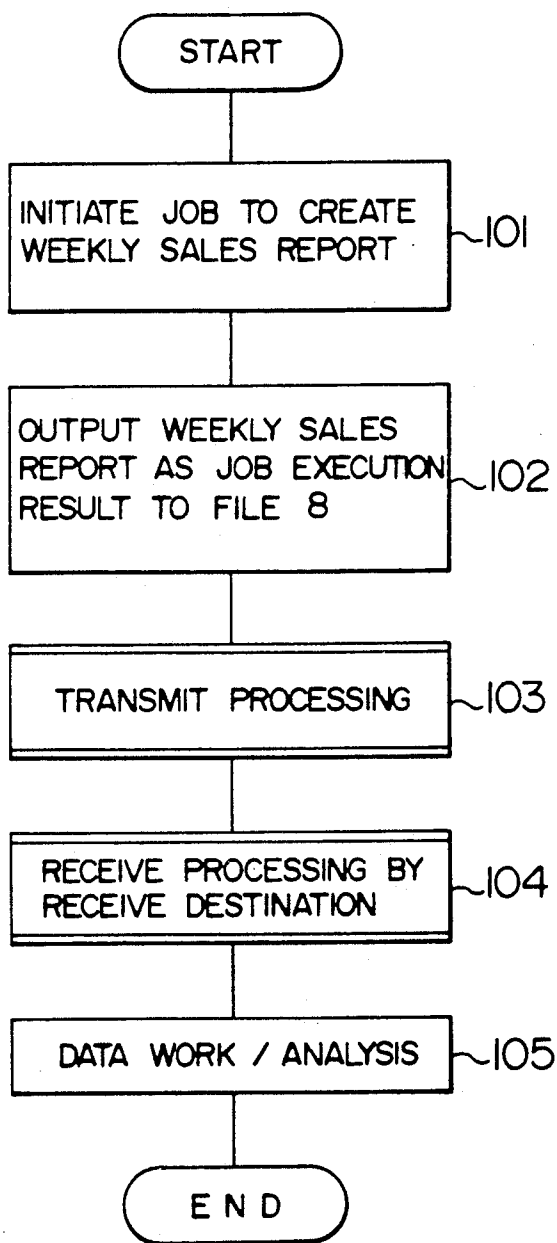 START
INITIATE JOB TO CREATE
WEEKLY SALES REPORT
101
OUTPUT WEEKLY SALES
REPORT AS JOB EXECUTION
RESULT TO FILE 8
102
TRANSMIT PROCESSING
103
RECEIVE PROCESSING BY
RECEIVE DESTINATION
104
DATA WORK / ANALYSIS
105
END